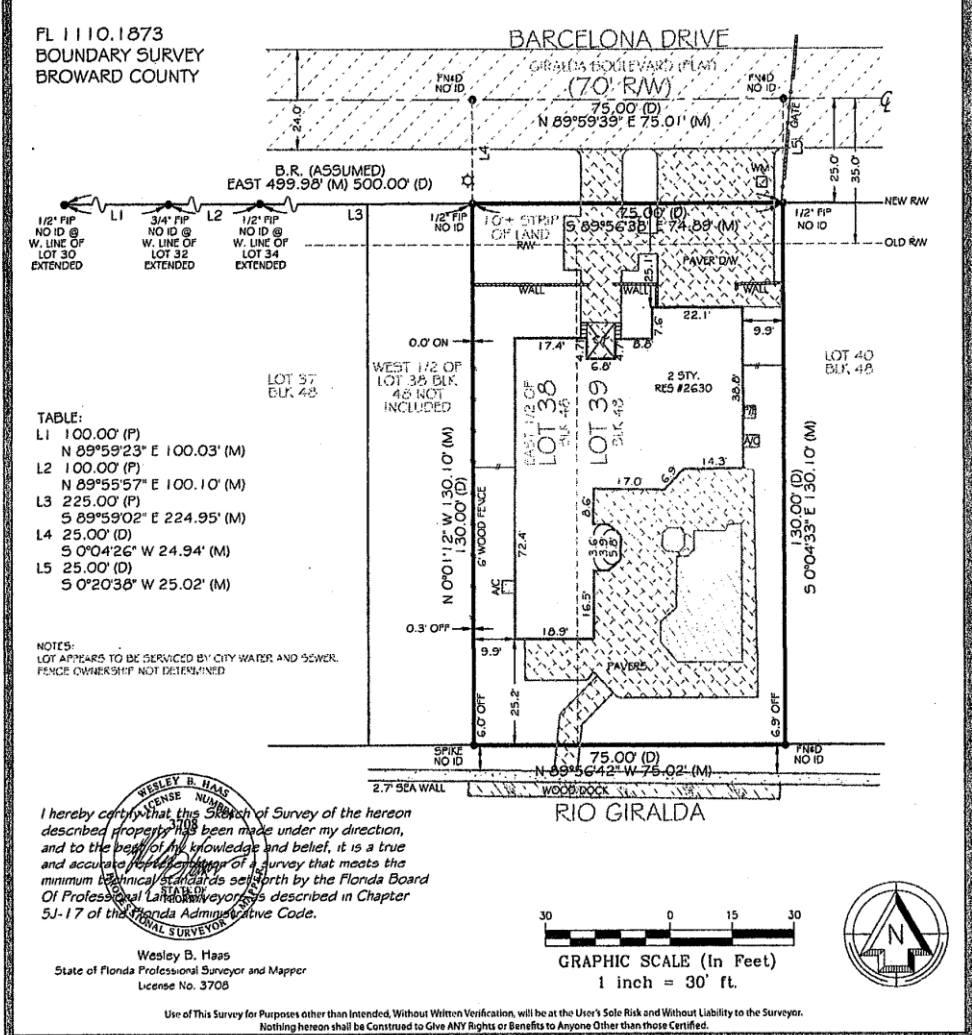 FL 1110.1873
BOUNDARY SURVEY
BROWARD COUNTY
BARCELONA DRIVE
GIRALDA BOULEVARD (PLAT)
(70' R/W)
FN#D
NO ID
FN#D
NO ID
75.00' (D)
N 89°59'39" E 75.01' (M)
24.0'
L4
L5
GATE
25.0'
35.0'
B.R. (ASSUMED)
EAST 499.98' (M) 500.00' (D)
L1
L2
L3
1/2" FIP
NO ID @
W. LINE OF
LOT 30
EXTENDED
3/4" FIP
NO ID @
W. LINE OF
LOT 32
EXTENDED
1/2" FIP
NO ID @
W. LINE OF
LOT 34
EXTENDED
1/2" FIP
NO ID
10'+ STRIP
OF LAND
R/W
75.00' (D)
S 89°56'38" E 74.89' (M)
WM
1/2" FIP
NO ID
NEW R/W
OLD R/W
25.1'
PAVER D/W
WALL
WALL
WALL
22.1'
9.9'
7.6'
0.0' ON
17.4'
4.7'
4.7'
8.8'
6.8'
LOT 37
BLK 48
WEST 1/2 OF
LOT 38 BLK
48 NOT
INCLUDED
EAST 1/2 OF
LOT 38
BLK 48
LOT 39
BLK 48
2 STY.
RES #2630
38.8'
LOT 40
BLK 48
TABLE:
L1 100.00' (P)
N 89°59'23" E 100.03' (M)
L2 100.00' (P)
N 89°55'57" E 100.10' (M)
L3 225.00' (P)
S 89°59'02" E 224.95' (M)
L4 25.00' (D)
S 0°04'26" W 24.94' (M)
L5 25.00' (D)
S 0°20'38" W 25.02' (M)
N 0°01'12" W 130.10' (M)
130.00' (D)
6' WOOD FENCE
72.4'
A/C
A/C
14.3'
6.9'
17.0'
8.6'
3.6'
3.9'
5.8'
16.5'
130.00' (D)
S 0°04'33" E 130.10' (M)
0.3' OFF
18.9'
9.9'
25.2'
PAVERS
6.0' OFF
6.9' OFF
NOTES:
LOT APPEARS TO BE SERVICED BY CITY WATER AND SEWER.
FENCE OWNERSHIP NOT DETERMINED
SPIKE
NO ID
75.00' (D)
N 89°56'42" W 75.02' (M)
FN#D
NO ID
2.7' SEA WALL
WOOD DOCK
RIO GIRALDA
WESLEY B. HAAS
LICENSE NUMBER
3708
STATE OF
FLORIDA
PROFESSIONAL SURVEYOR & MAPPER
I hereby certify that this Sketch of Survey of the hereon
described property has been made under my direction,
and to the best of my knowledge and belief, it is a true
and accurate representation of a survey that meets the
minimum technical standards set forth by the Florida Board
Of Professional Land Surveyors as described in Chapter
5J-17 of the Florida Administrative Code.
Wesley B. Haas
State of Florida Professional Surveyor and Mapper
License No. 3708
30 0 15 30
GRAPHIC SCALE (In Feet)
1 inch = 30' ft.
N
Use of This Survey for Purposes other than Intended, Without Written Verification, will be at the User's Sole Risk and Without Liability to the Surveyor.
Nothing hereon shall be Construed to Give ANY Rights or Benefits to Anyone Other than those Certified.